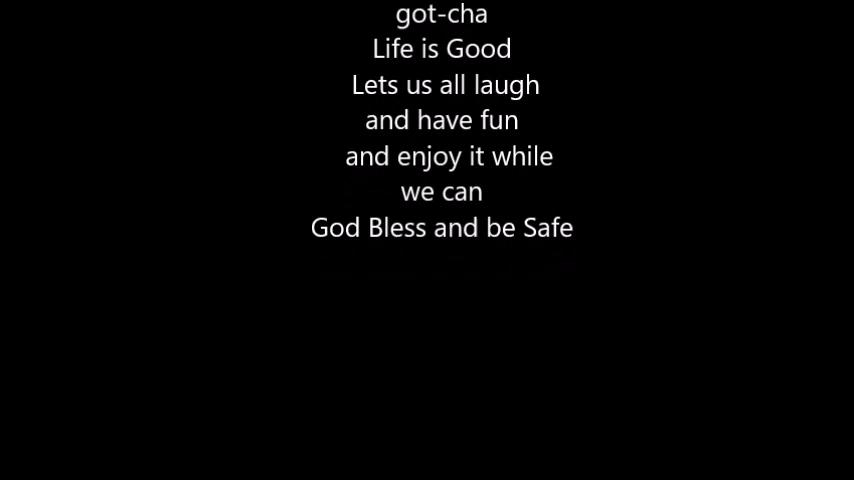 got-cha
Life is Good
Lets us all laugh
and have fun
and enjoy it while
we can
God Bless and be Safe